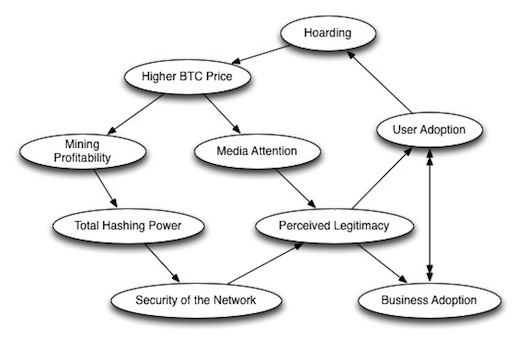 Hoarding
Higher BTC Price
User Adoption
Mining
Profitability
Media Attention
Total Hashing Power
Perceived Legitimacy
Security of the Network
Business Adoption